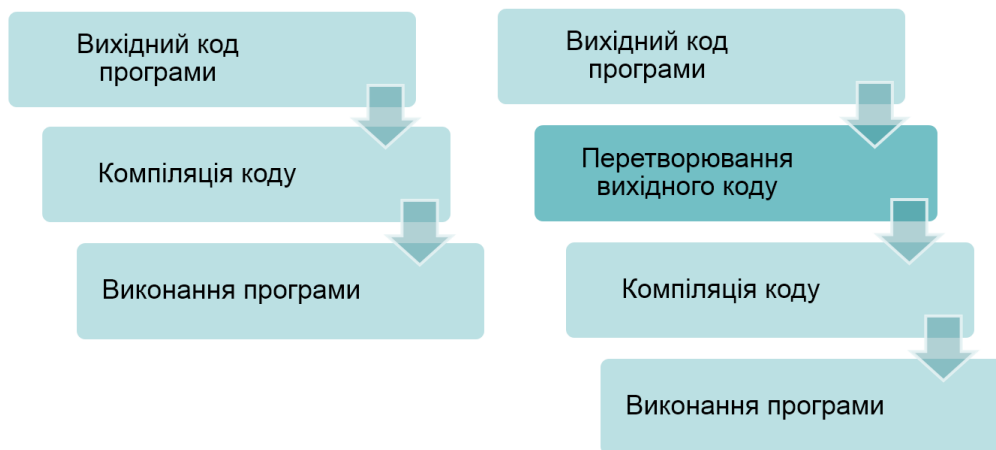 Вихідний код
програми
Компіляція коду
Виконання програми
Вихідний код
програми
Перетворювання
вихідного коду
Компіляція коду
Виконання програми